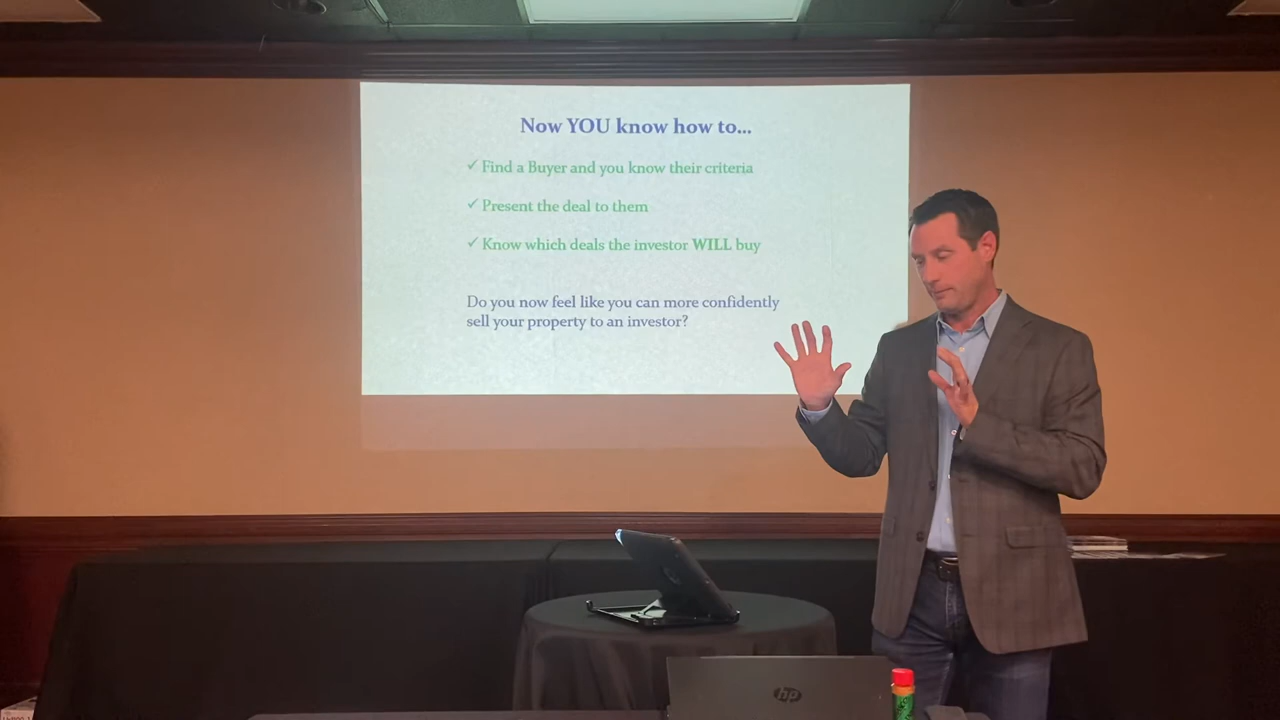 Now YOU know how to...
✓ Find a Buyer and you know their criteria
✓ Present the deal to them
✓ Know which deals the investor WILL buy
Do you now feel like you can more confidently
sell your property to an investor?
hp